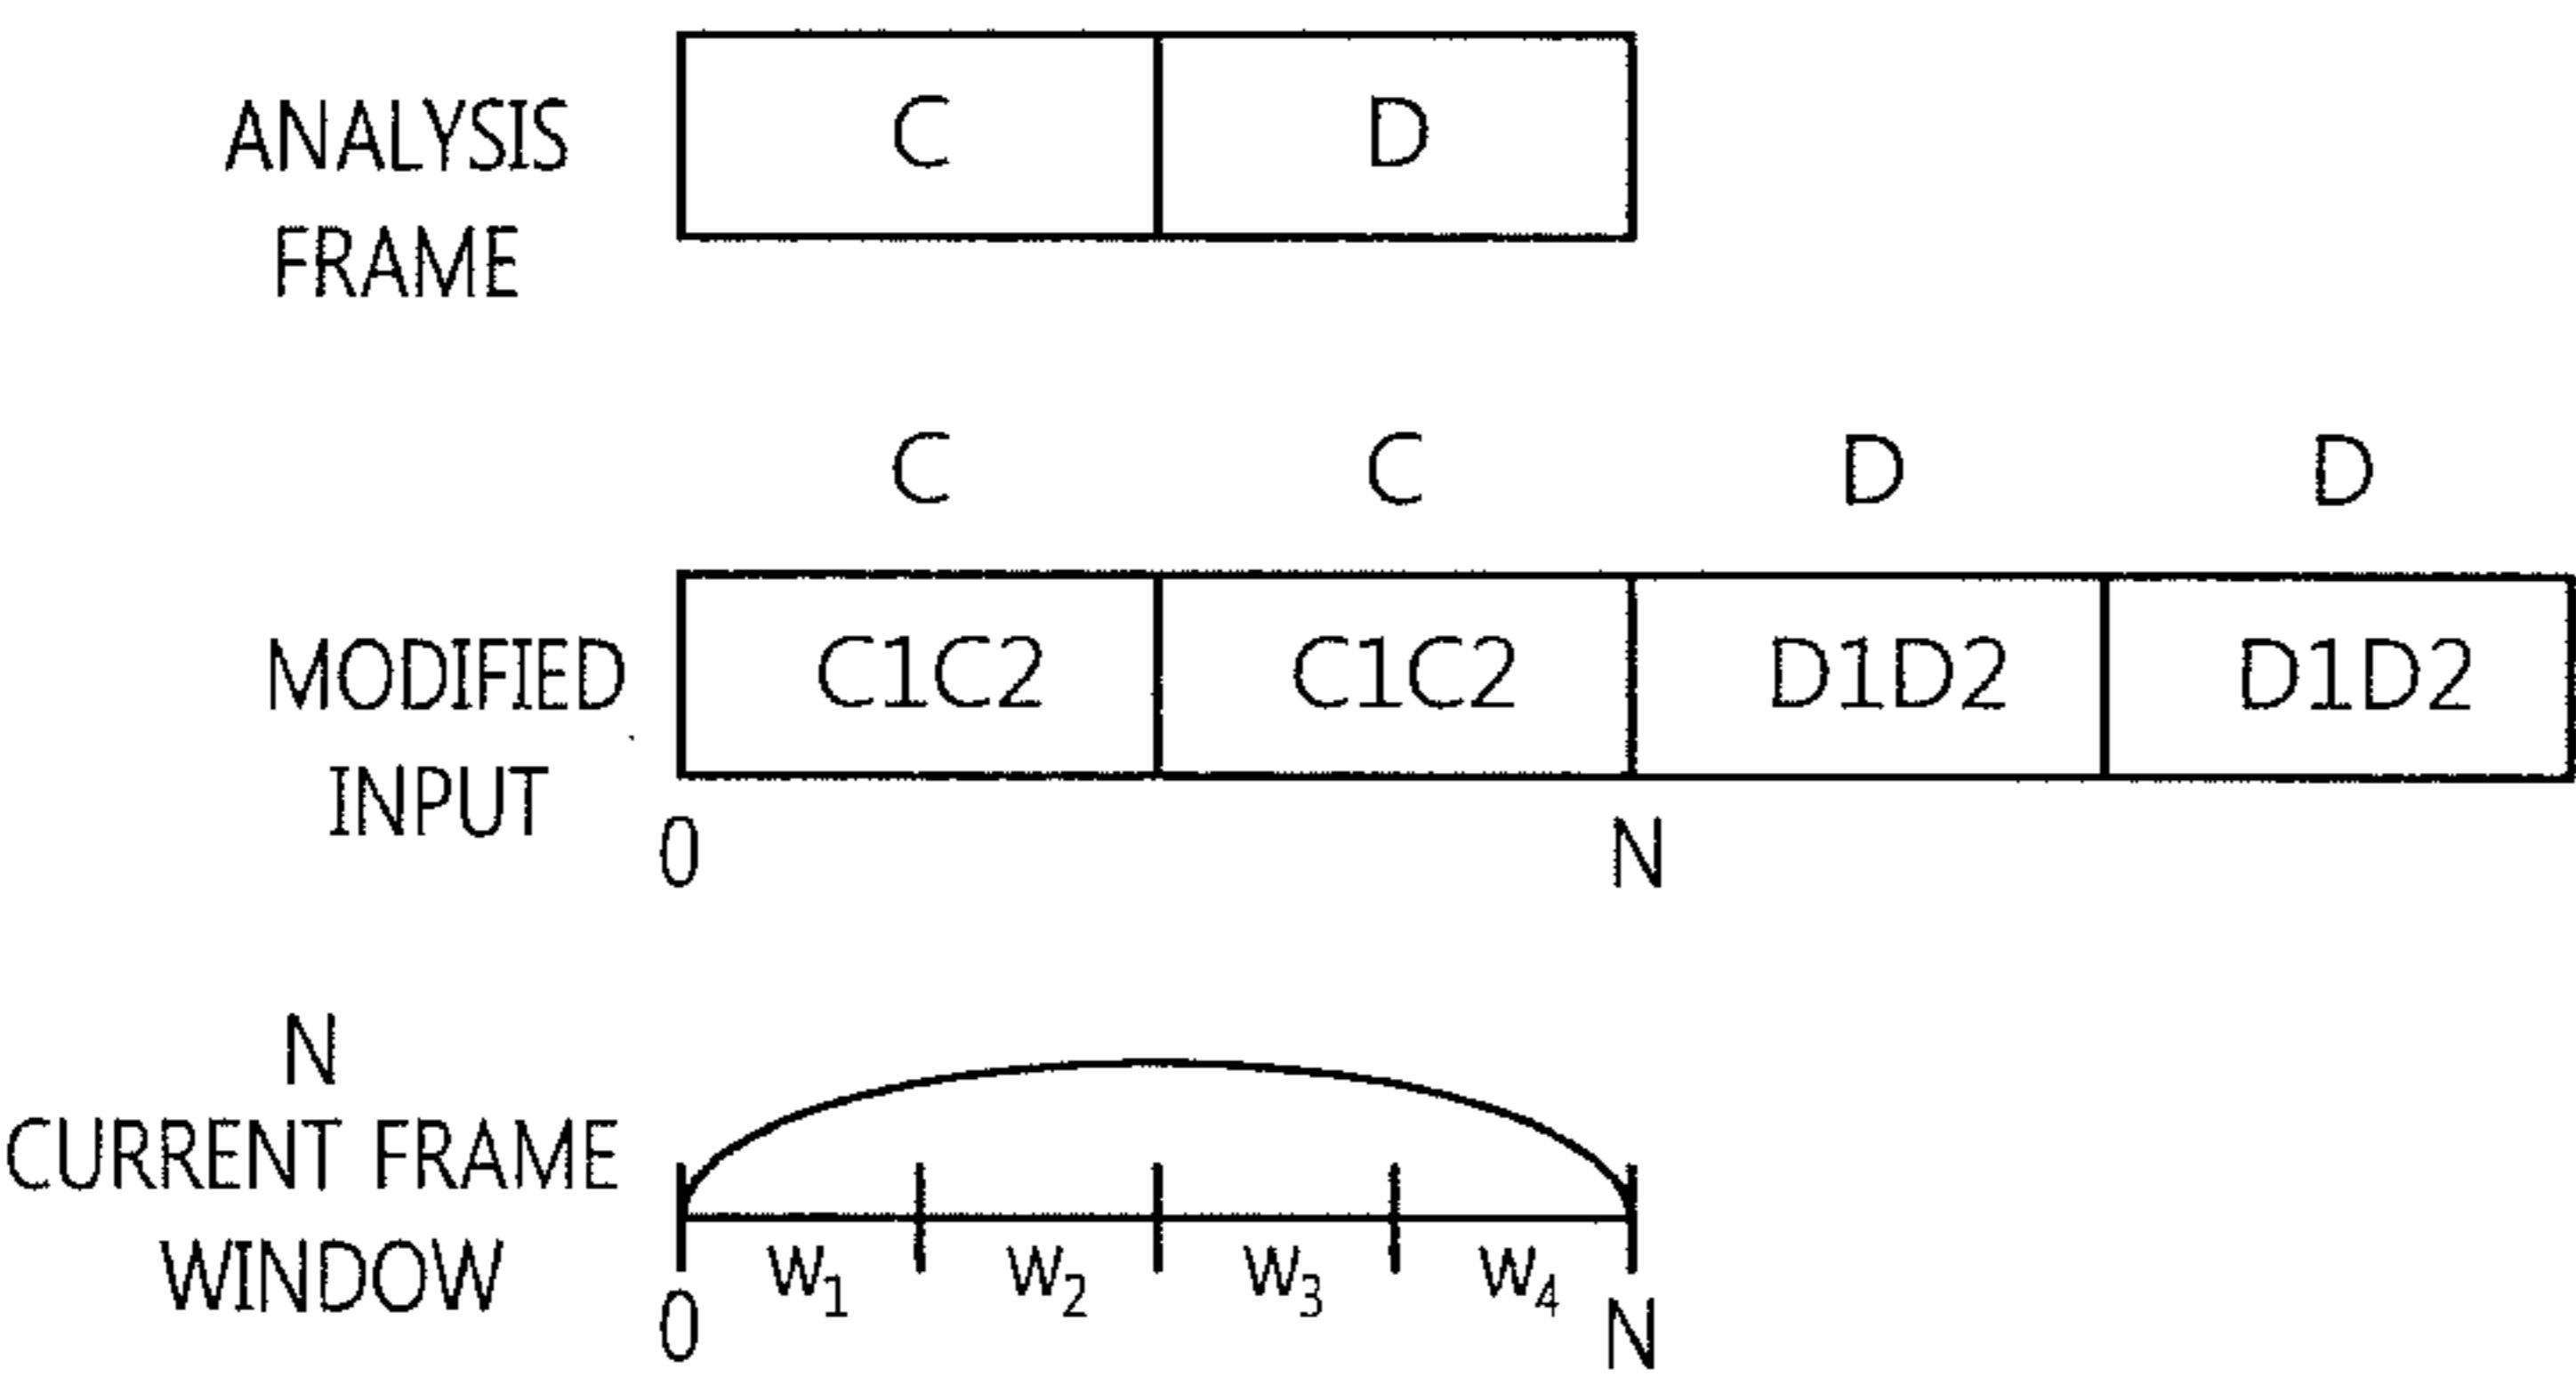 ANALYSIS
FRAME
C D
C C D D
MODIFIED
INPUT
C1C2 C1C2 D1D2 D1D2
0 N
N
CURRENT FRAME
WINDOW
W₁ W₂ W₃ W₄
0 N